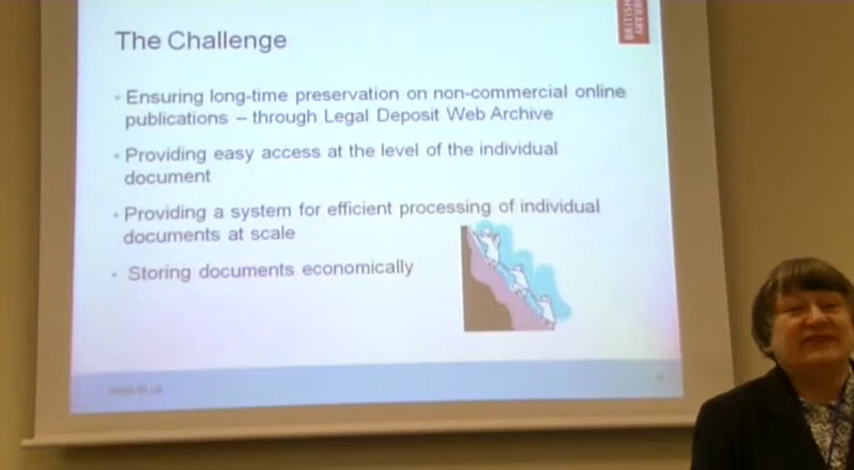 The Challenge
BRITISH
LIBRARY
Ensuring long-time preservation on non-commercial online
publications – through Legal Deposit Web Archive
Providing easy access at the level of the individual
document
Providing a system for efficient processing of individual
documents at scale
Storing documents economically